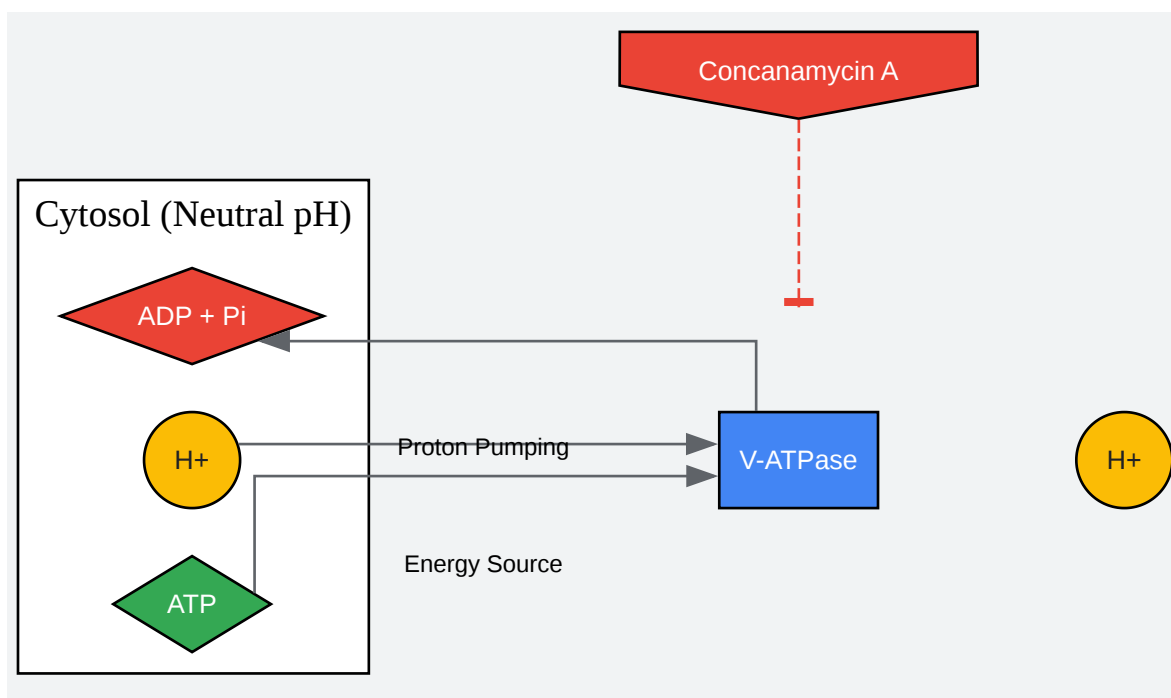 Concanamycin A
Cytosol (Neutral pH)
ADP + Pi
H+
Proton Pumping
V-ATPase
H+
Energy Source
ATP